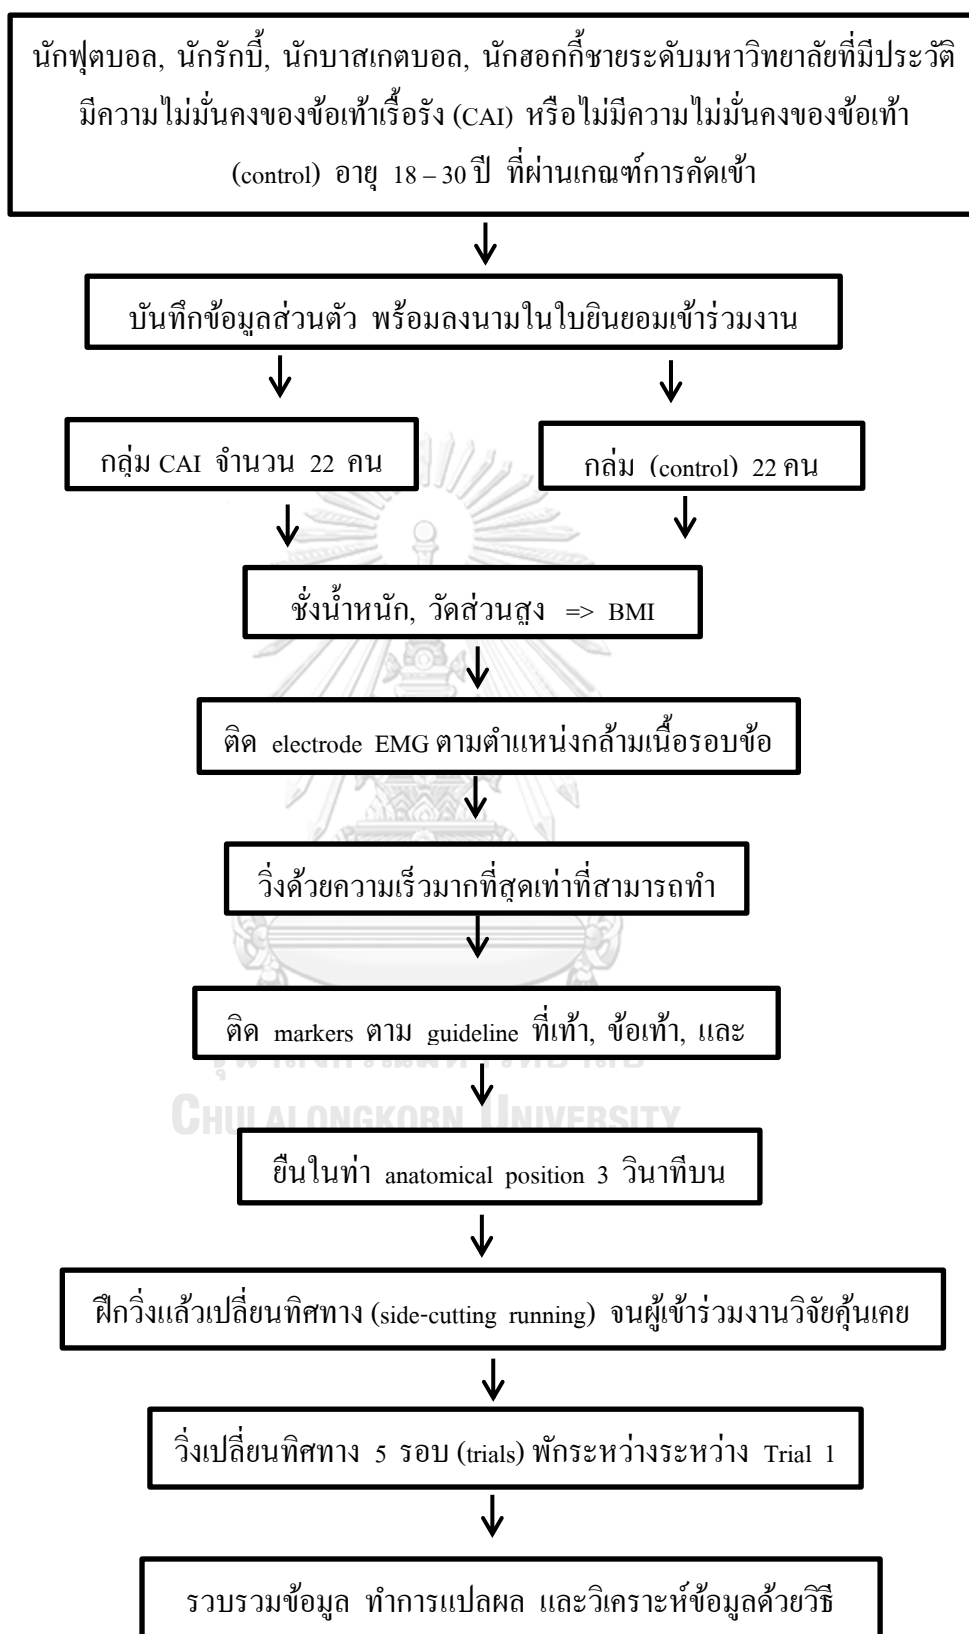 นักฟุตบอล, นักรักบี้, นักบาสเกตบอล, นักฮอกกี้ชายระดับมหาวิทยาลัยที่มีประวัติ
มีความไม่มั่นคงของข้อเท้าเรื้อรัง (CAI) หรือไม่มีความไม่มั่นคงของข้อเท้า
(control) อายุ 18 – 30 ปี ที่ผ่านเกณฑ์การคัดเข้า
บันทึกข้อมูลส่วนตัว พร้อมลงนามในใบยินยอมเข้าร่วมงาน
กลุ่ม CAI จำนวน 22 คน
กลุ่ม (control) 22 คน
ชั่งน้ำหนัก, วัดส่วนสูง => BMI
ติด electrode EMG ตามตำแหน่งกล้ามเนื้อรอบข้อ
วิ่งด้วยความเร็วมากที่สุดเท่าที่สามารถทำ
ติด markers ตาม guideline ที่เท้า, ข้อเท้า, และ
จุฬาลงกรณ์มหาวิทยาลัย
CHULALONGKORN UNIVERSITY
ยืนในท่า anatomical position 3 วินาทีบน
ฝึกวิ่งแล้วเปลี่ยนทิศทาง (side-cutting running) จนผู้เข้าร่วมงานวิจัยคุ้นเคย
วิ่งเปลี่ยนทิศทาง 5 รอบ (trials) พักระหว่างระหว่าง Trial 1
รวบรวมข้อมูล ทำการแปลผล และวิเคราะห์ข้อมูลด้วยวิธี